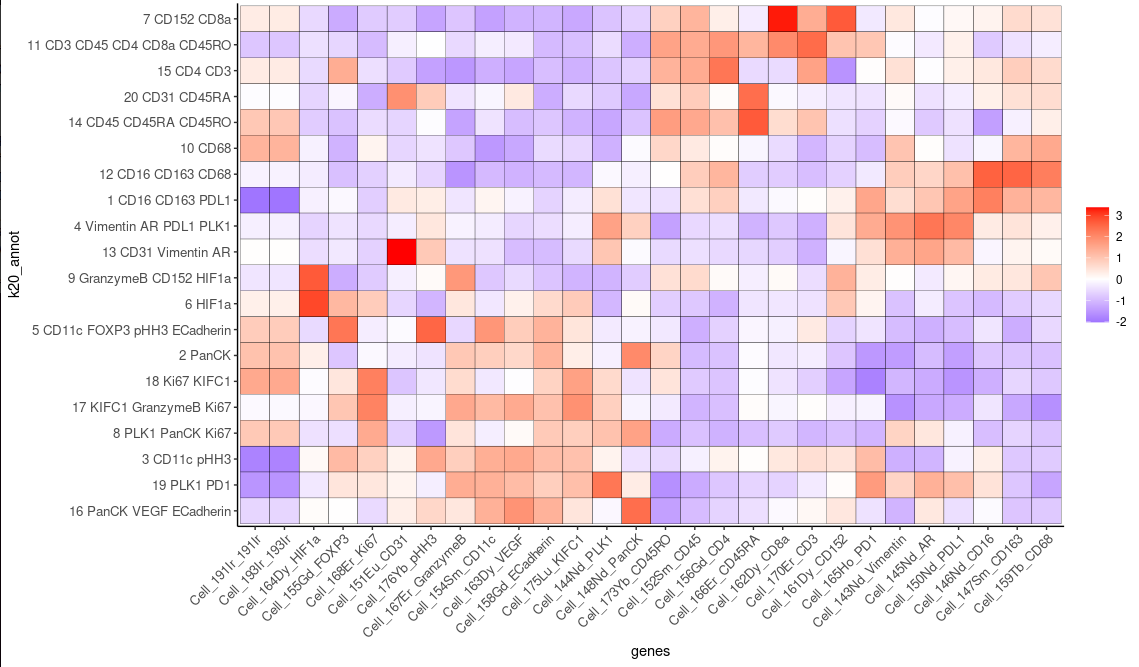 k20_annot
7 CD152 CD8a
11 CD3 CD45 CD4 CD8a CD45RO
15 CD4 CD3
20 CD31 CD45RA
14 CD45 CD45RA CD45RO
10 CD68
12 CD16 CD163 CD68
1 CD16 CD163 PDL1
4 Vimentin AR PDL1 PLK1
13 CD31 Vimentin AR
9 GranzymeB CD152 HIF1a
6 HIF1a
5 CD11c FOXP3 pHH3 ECadherin
2 PanCK
18 Ki67 KIFC1
17 KIFC1 GranzymeB Ki67
8 PLK1 PanCK Ki67
3 CD11c pHH3
19 PLK1 PD1
16 PanCK VEGF ECadherin
Cell_191Ir_191Ir
Cell_193Ir_193Ir
Cell_164Dy_HIF1a
Cell_155Gd_FOXP3
Cell_168Er_Ki67
Cell_151Eu_CD31
Cell_176Yb_pHH3
Cell_167Er_GranzymeB
Cell_154Sm_CD11c
Cell_163Dy_VEGF
Cell_158Gd_ECadherin
Cell_175Lu_KIFC1
Cell_144Nd_PLK1
Cell_148Nd_PanCK
Cell_173Yb_CD45RO
Cell_152Sm_CD45
Cell_156Gd_CD4
Cell_166Er_CD45RA
Cell_162Dy_CD8a
Cell_170Er_CD3
Cell_161Dy_CD152
Cell_165Ho_PD1
Cell_143Nd_Vimentin
Cell_145Nd_AR
Cell_150Nd_PDL1
Cell_146Nd_CD16
Cell_147Sm_CD163
Cell_159Tb_CD68
genes
3
2
1
0
-1
-2